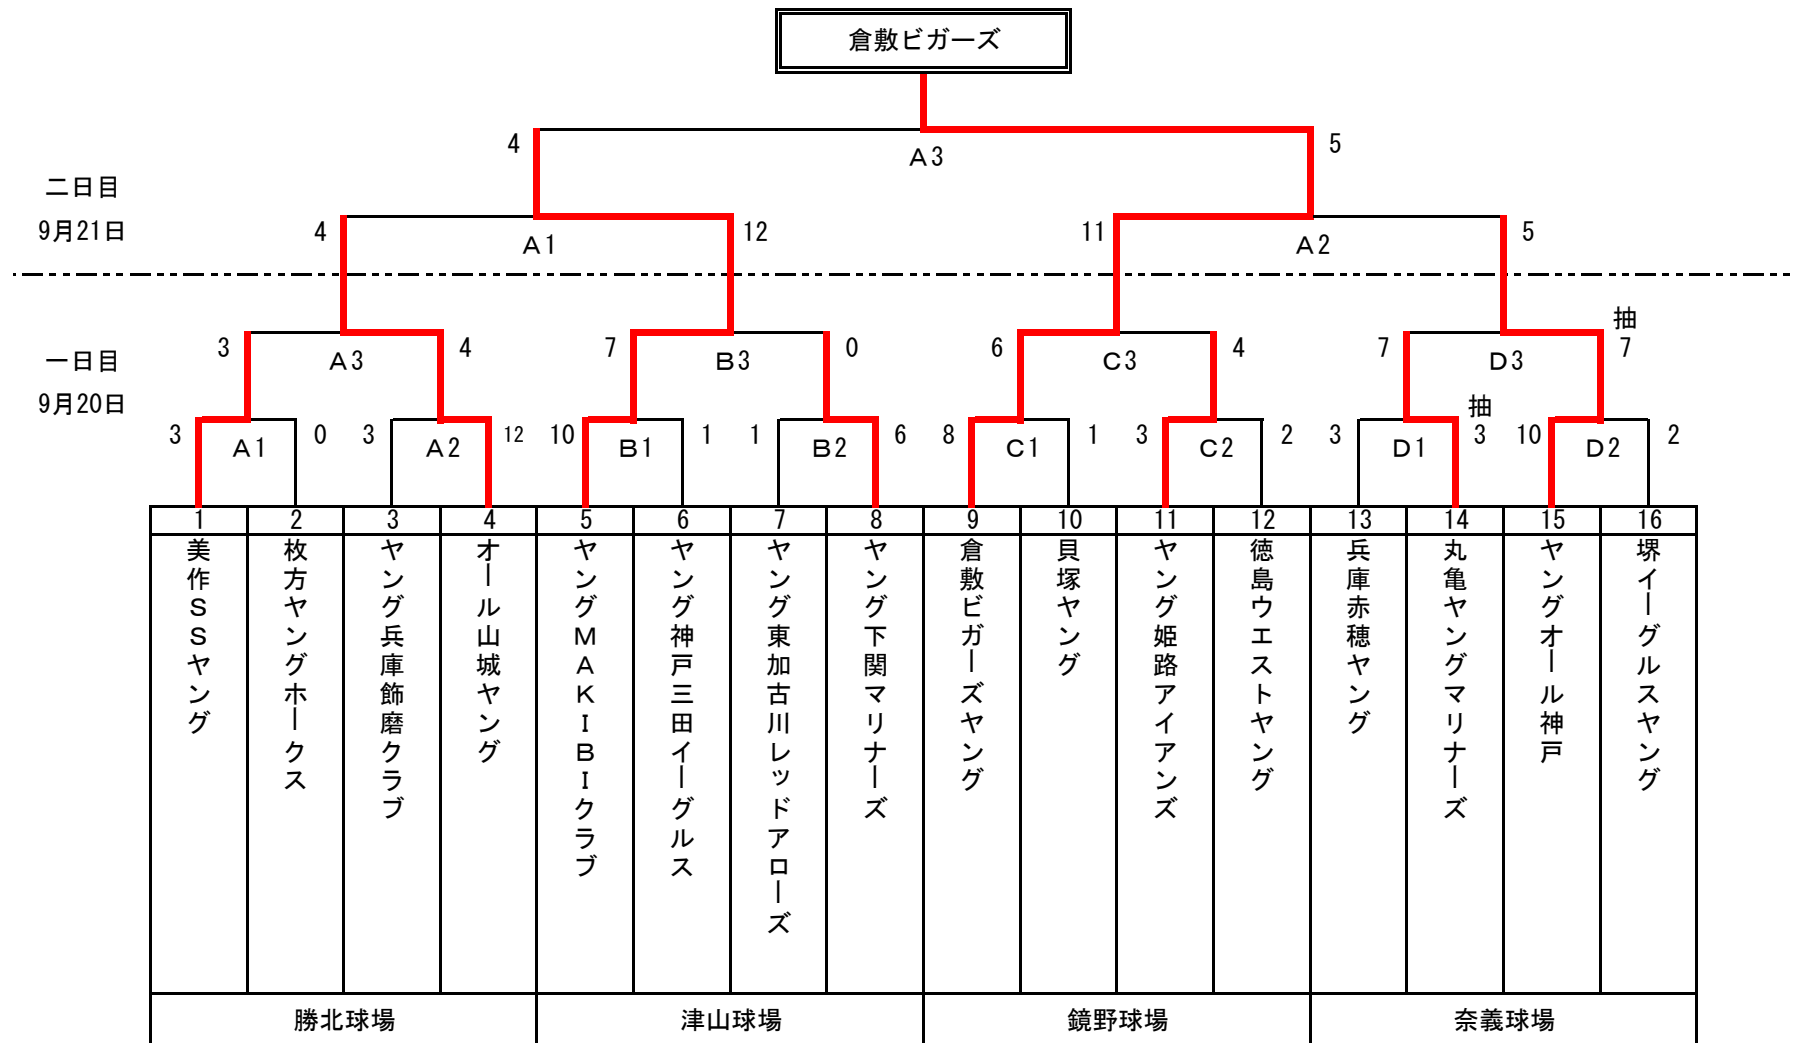 倉敷ビガーズ
4 5
A3
二日目
9月21日
4 12 11 5
A1 A2
抽
一日目
9月20日
3 4 7 0 6 4 7 7
A3 B3 C3 D3
抽
3 0 3 12 10 1 1 6 8 1 3 2 3 3 10 2
A1 A2 B1 B2 C1 C2 D1 D2
1 2 3 4 5 6 7 8 9 10 11 12 13 14 15 16
美作SSヤング
枚方ヤングホークス
ヤング兵庫飾磨クラブ
オール山城ヤング
ヤングMAKIBIクラブ
ヤング神戸三田イーグルス
ヤング東加古川レッドアローズ
ヤング下関マリナーズ
倉敷ビガーズヤング
貝塚ヤング
ヤング姫路アイアンズ
徳島ウエストヤング
兵庫赤穂ヤング
丸亀ヤングマリナーズ
ヤングオール神戸
堺イーグルスヤング
勝北球場 津山球場 鏡野球場 奈義球場